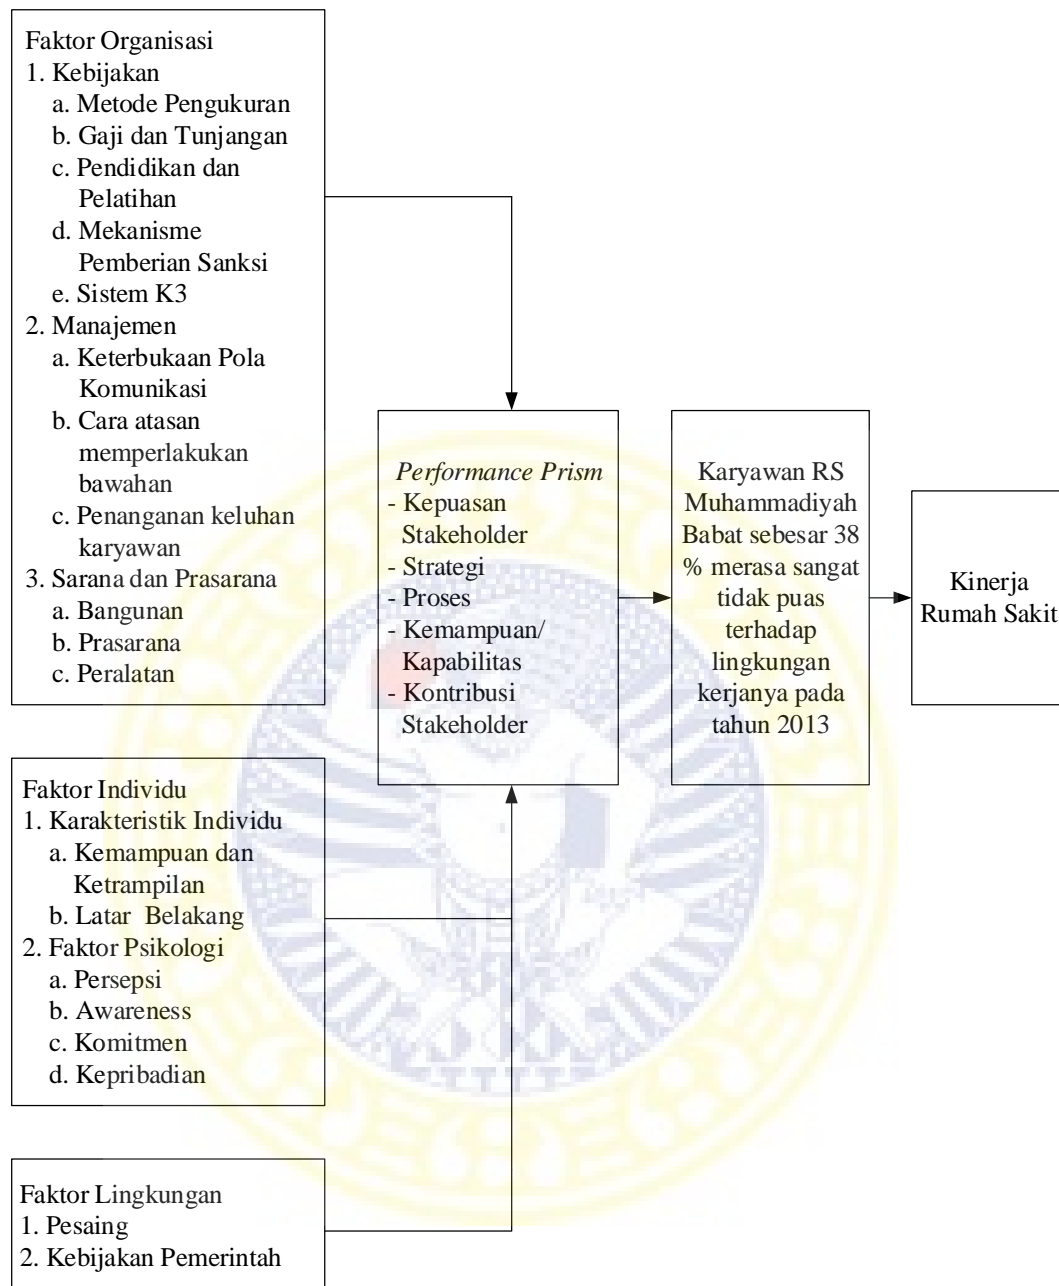 Faktor Organisasi
1. Kebijakan
a. Metode Pengukuran
b. Gaji dan Tunjangan
c. Pendidikan dan
Pelatihan
d. Mekanisme
Pemberian Sanksi
e. Sistem K3
2. Manajemen
a. Keterbukaan Pola
Komunikasi
b. Cara atasan
memperlakukan
bawahan
c. Penanganan keluhan
karyawan
3. Sarana dan Prasarana
a. Bangunan
b. Prasarana
c. Peralatan
Faktor Individu
1. Karakteristik Individu
a. Kemampuan dan
Ketrampilan
b. Latar Belakang
2. Faktor Psikologi
a. Persepsi
b. Awareness
c. Komitmen
d. Kepribadian
Faktor Lingkungan
1. Pesaing
2. Kebijakan Pemerintah
Performance Prism
- Kepuasan
Stakeholder
- Strategi
- Proses
- Kemampuan/
Kapabilitas
- Kontribusi
Stakeholder
Karyawan RS
Muhammadiyah
Babat sebesar 38
% merasa sangat
tidak puas
terhadap
lingkungan
kerjanya pada
tahun 2013
Kinerja
Rumah Sakit